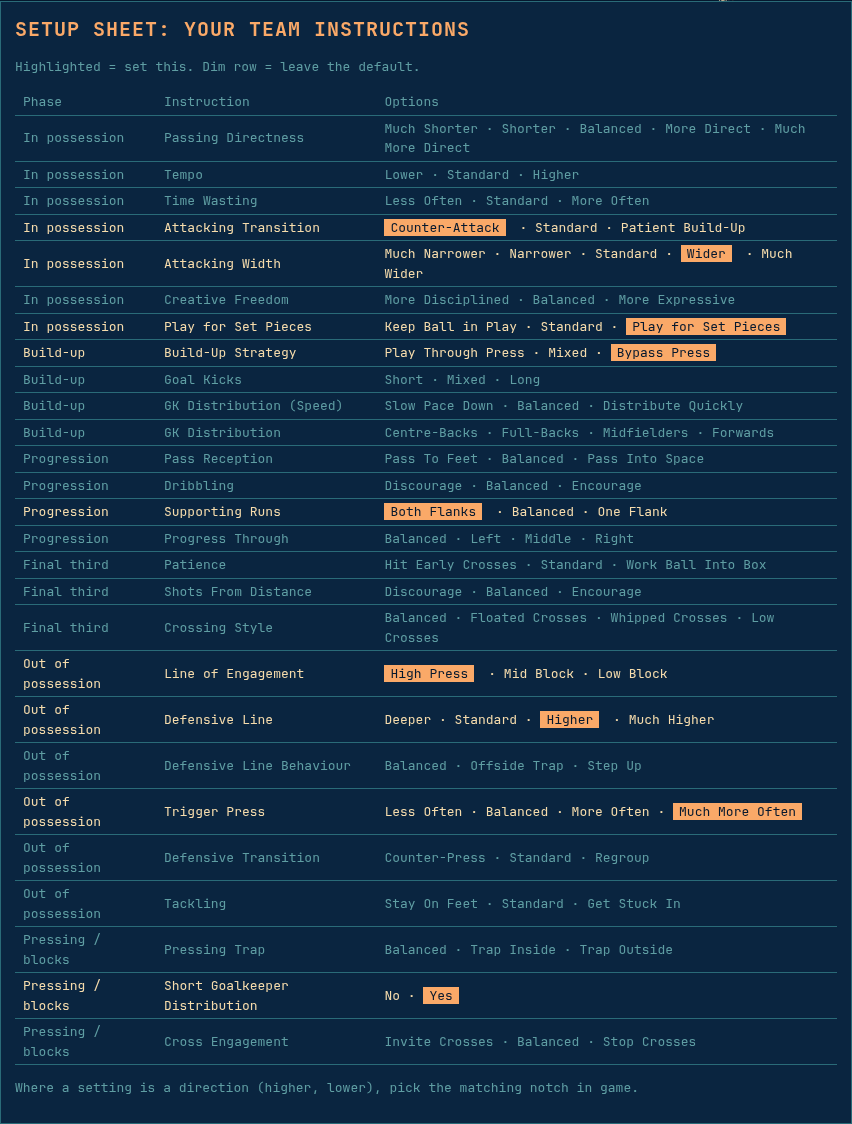 SETUP SHEET: YOUR TEAM INSTRUCTIONS
Highlighted = set this. Dim row = leave the default.
Phase Instruction Options
In possession Passing Directness Much Shorter · Shorter · Balanced · More Direct · Much
More Direct
In possession Tempo Lower · Standard · Higher
In possession Time Wasting Less Often · Standard · More Often
In possession Attacking Transition Counter-Attack · Standard · Patient Build-Up
In possession Attacking Width Much Narrower · Narrower · Standard · Wider · Much
Wider
In possession Creative Freedom More Disciplined · Balanced · More Expressive
In possession Play for Set Pieces Keep Ball in Play · Standard · Play for Set Pieces
Build-up Build-Up Strategy Play Through Press · Mixed · Bypass Press
Build-up Goal Kicks Short · Mixed · Long
Build-up GK Distribution (Speed) Slow Pace Down · Balanced · Distribute Quickly
Build-up GK Distribution Centre-Backs · Full-Backs · Midfielders · Forwards
Progression Pass Reception Pass To Feet · Balanced · Pass Into Space
Progression Dribbling Discourage · Balanced · Encourage
Progression Supporting Runs Both Flanks · Balanced · One Flank
Progression Progress Through Balanced · Left · Middle · Right
Final third Patience Hit Early Crosses · Standard · Work Ball Into Box
Final third Shots From Distance Discourage · Balanced · Encourage
Final third Crossing Style Balanced · Floated Crosses · Whipped Crosses · Low
Crosses
Out of
possession Line of Engagement High Press · Mid Block · Low Block
Out of
possession Defensive Line Deeper · Standard · Higher · Much Higher
Out of
possession Defensive Line Behaviour Balanced · Offside Trap · Step Up
Out of
possession Trigger Press Less Often · Balanced · More Often · Much More Often
Out of
possession Defensive Transition Counter-Press · Standard · Regroup
Out of
possession Tackling Stay On Feet · Standard · Get Stuck In
Pressing /
blocks Pressing Trap Balanced · Trap Inside · Trap Outside
Pressing / Short Goalkeeper
blocks Distribution No · Yes
Pressing /
blocks Cross Engagement Invite Crosses · Balanced · Stop Crosses
Where a setting is a direction (higher, lower), pick the matching notch in game.